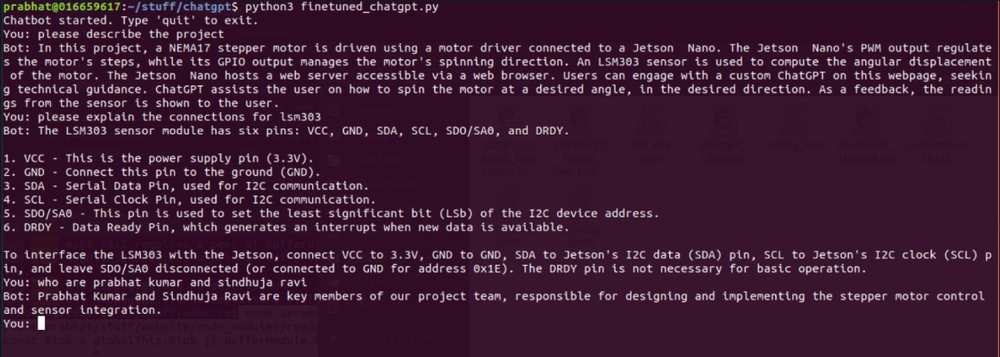 prabhat@016659617:~/stuff/chatgpt$ python3 finetuned_chatgpt.py
Chatbot started. Type 'quit' to exit.
You: please describe the project
Bot: In this project, a NEMA17 stepper motor is driven using a motor driver connected to a Jetson  Nano. The Jetson  Nano's PWM output regulate
s the motor's steps, while its GPIO output manages the motor's spinning direction. An LSM303 sensor is used to compute the angular displacement
 of the motor. The Jetson  Nano hosts a web server accessible via a web browser. Users can engage with a custom ChatGPT on this webpage, seekin
g technical guidance. ChatGPT assists the user on how to spin the motor at a desired angle, in the desired direction. As a feedback, the readin
gs from the sensor is shown to the user.
You: please explain the connections for lsm303
Bot: The LSM303 sensor module has six pins: VCC, GND, SDA, SCL, SDO/SA0, and DRDY.
1. VCC - This is the power supply pin (3.3V).
2. GND - Connect this pin to the ground (GND).
3. SDA - Serial Data Pin, used for I2C communication.
4. SCL - Serial Clock Pin, used for I2C communication.
5. SDO/SA0 - This pin is used to set the least significant bit (LSb) of the I2C device address.
6. DRDY - Data Ready Pin, which generates an interrupt when new data is available.
To interface the LSM303 with the Jetson, connect VCC to 3.3V, GND to GND, SDA to Jetson's I2C data (SDA) pin, SCL to Jetson's I2C clock (SCL) p
in, and leave SDO/SA0 disconnected (or connected to GND for address 0x1E). The DRDY pin is not necessary for basic operation.
You: who are prabhat kumar and sindhuja ravi
Bot: Prabhat Kumar and Sindhuja Ravi are key members of our project team, responsible for designing and implementing the stepper motor control
and sensor integration.
You: